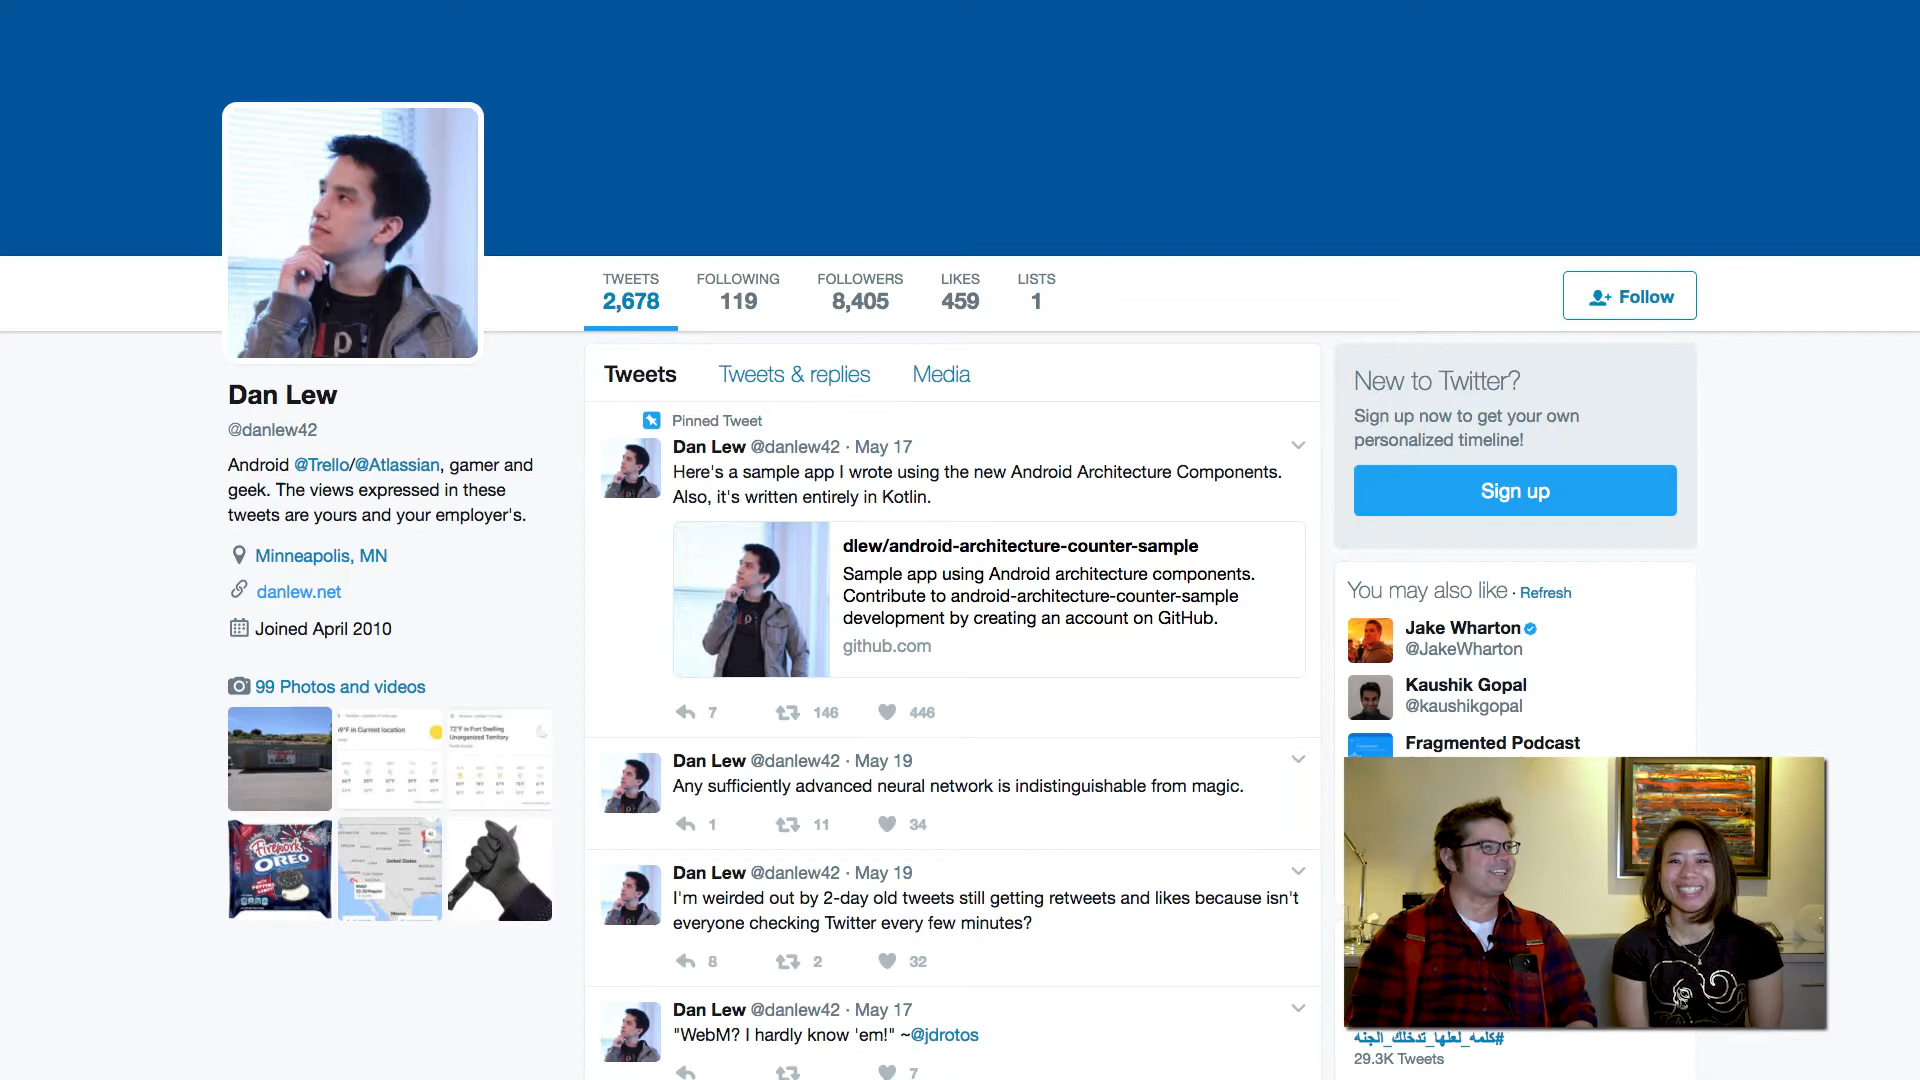 TWEETS
2,678
FOLLOWING
119
FOLLOWERS
8,405
LIKES
459
LISTS
1
Follow
Dan Lew
@danlew42
Android @Trello/@Atlassian, gamer and
geek. The views expressed in these
tweets are yours and your employer's.
Minneapolis, MN
danlew.net
Joined April 2010
99 Photos and videos
Firework
OREO
Tweets
Tweets & replies
Media
Pinned Tweet
Dan Lew @danlew42 · May 17
Here's a sample app I wrote using the new Android Architecture Components.
Also, it's written entirely in Kotlin.
dlew/android-architecture-counter-sample
Sample app using Android architecture components.
Contribute to android-architecture-counter-sample
development by creating an account on GitHub.
github.com
7 146 446
Dan Lew @danlew42 · May 19
Any sufficiently advanced neural network is indistinguishable from magic.
1 11 34
Dan Lew @danlew42 · May 19
I'm weirded out by 2-day old tweets still getting retweets and likes because isn't
everyone checking Twitter every few minutes?
8 2 32
Dan Lew @danlew42 · May 17
"WebM? I hardly know 'em!" ~@jdrotos
7
New to Twitter?
Sign up now to get your own
personalized timeline!
Sign up
You may also like · Refresh
Jake Wharton
@JakeWharton
Kaushik Gopal
@kaushikgopal
Fragmented Podcast
#كلمه_لعلها_تدخلك_الجنه
29.3K Tweets